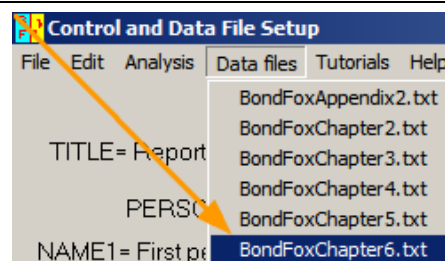 Control and Data File Setup
File Edit Analysis Data files Tutorials Help
BondFoxAppendix2.txt
BondFoxChapter2.txt
TITLE= Report
BondFoxChapter3.txt
BondFoxChapter4.txt
PERSO
BondFoxChapter5.txt
NAME1= First pe
BondFoxChapter6.txt